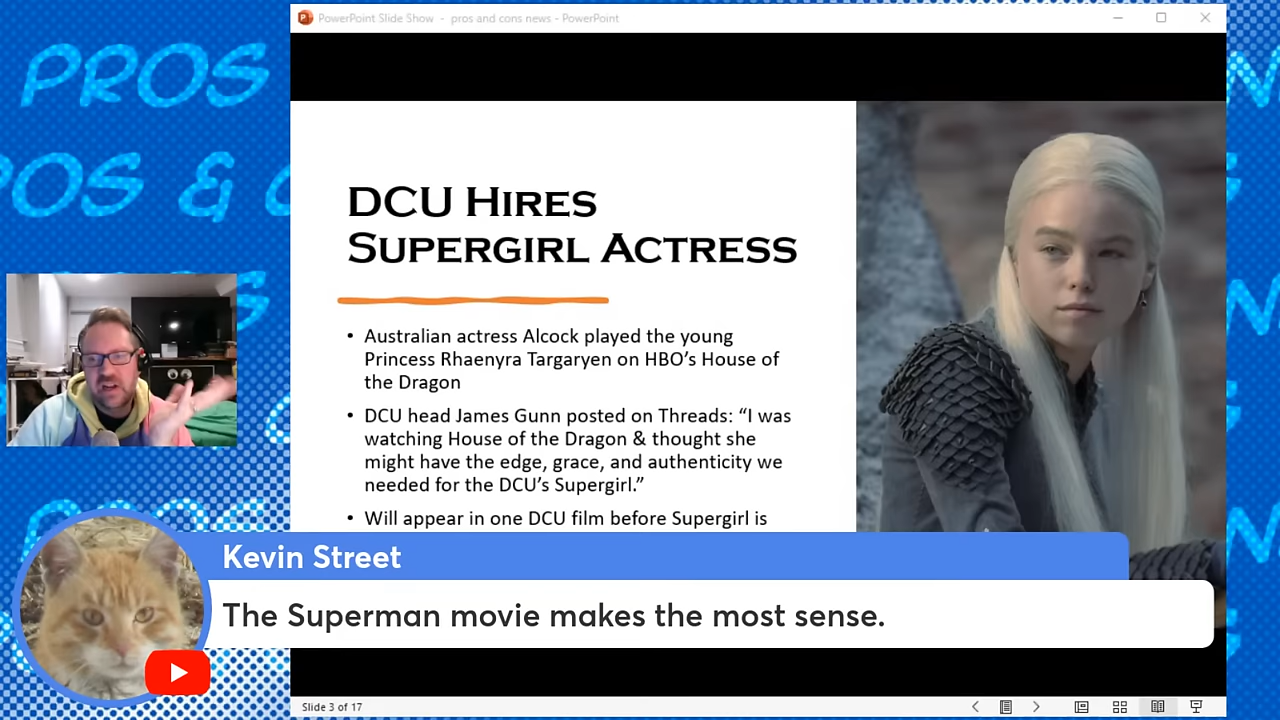 PowerPoint Slide Show - pros and cons news - PowerPoint
PROS
PROS & C
DCU HIRES
SUPERGIRL ACTRESS
• Australian actress Alcock played the young
Princess Rhaenyra Targaryen on HBO’s House of
the Dragon
• DCU head James Gunn posted on Threads: “I was
watching House of the Dragon & thought she
might have the edge, grace, and authenticity we
needed for the DCU’s Supergirl.”
• Will appear in one DCU film before Supergirl is
Kevin Street
The Superman movie makes the most sense.
Slide 3 of 17